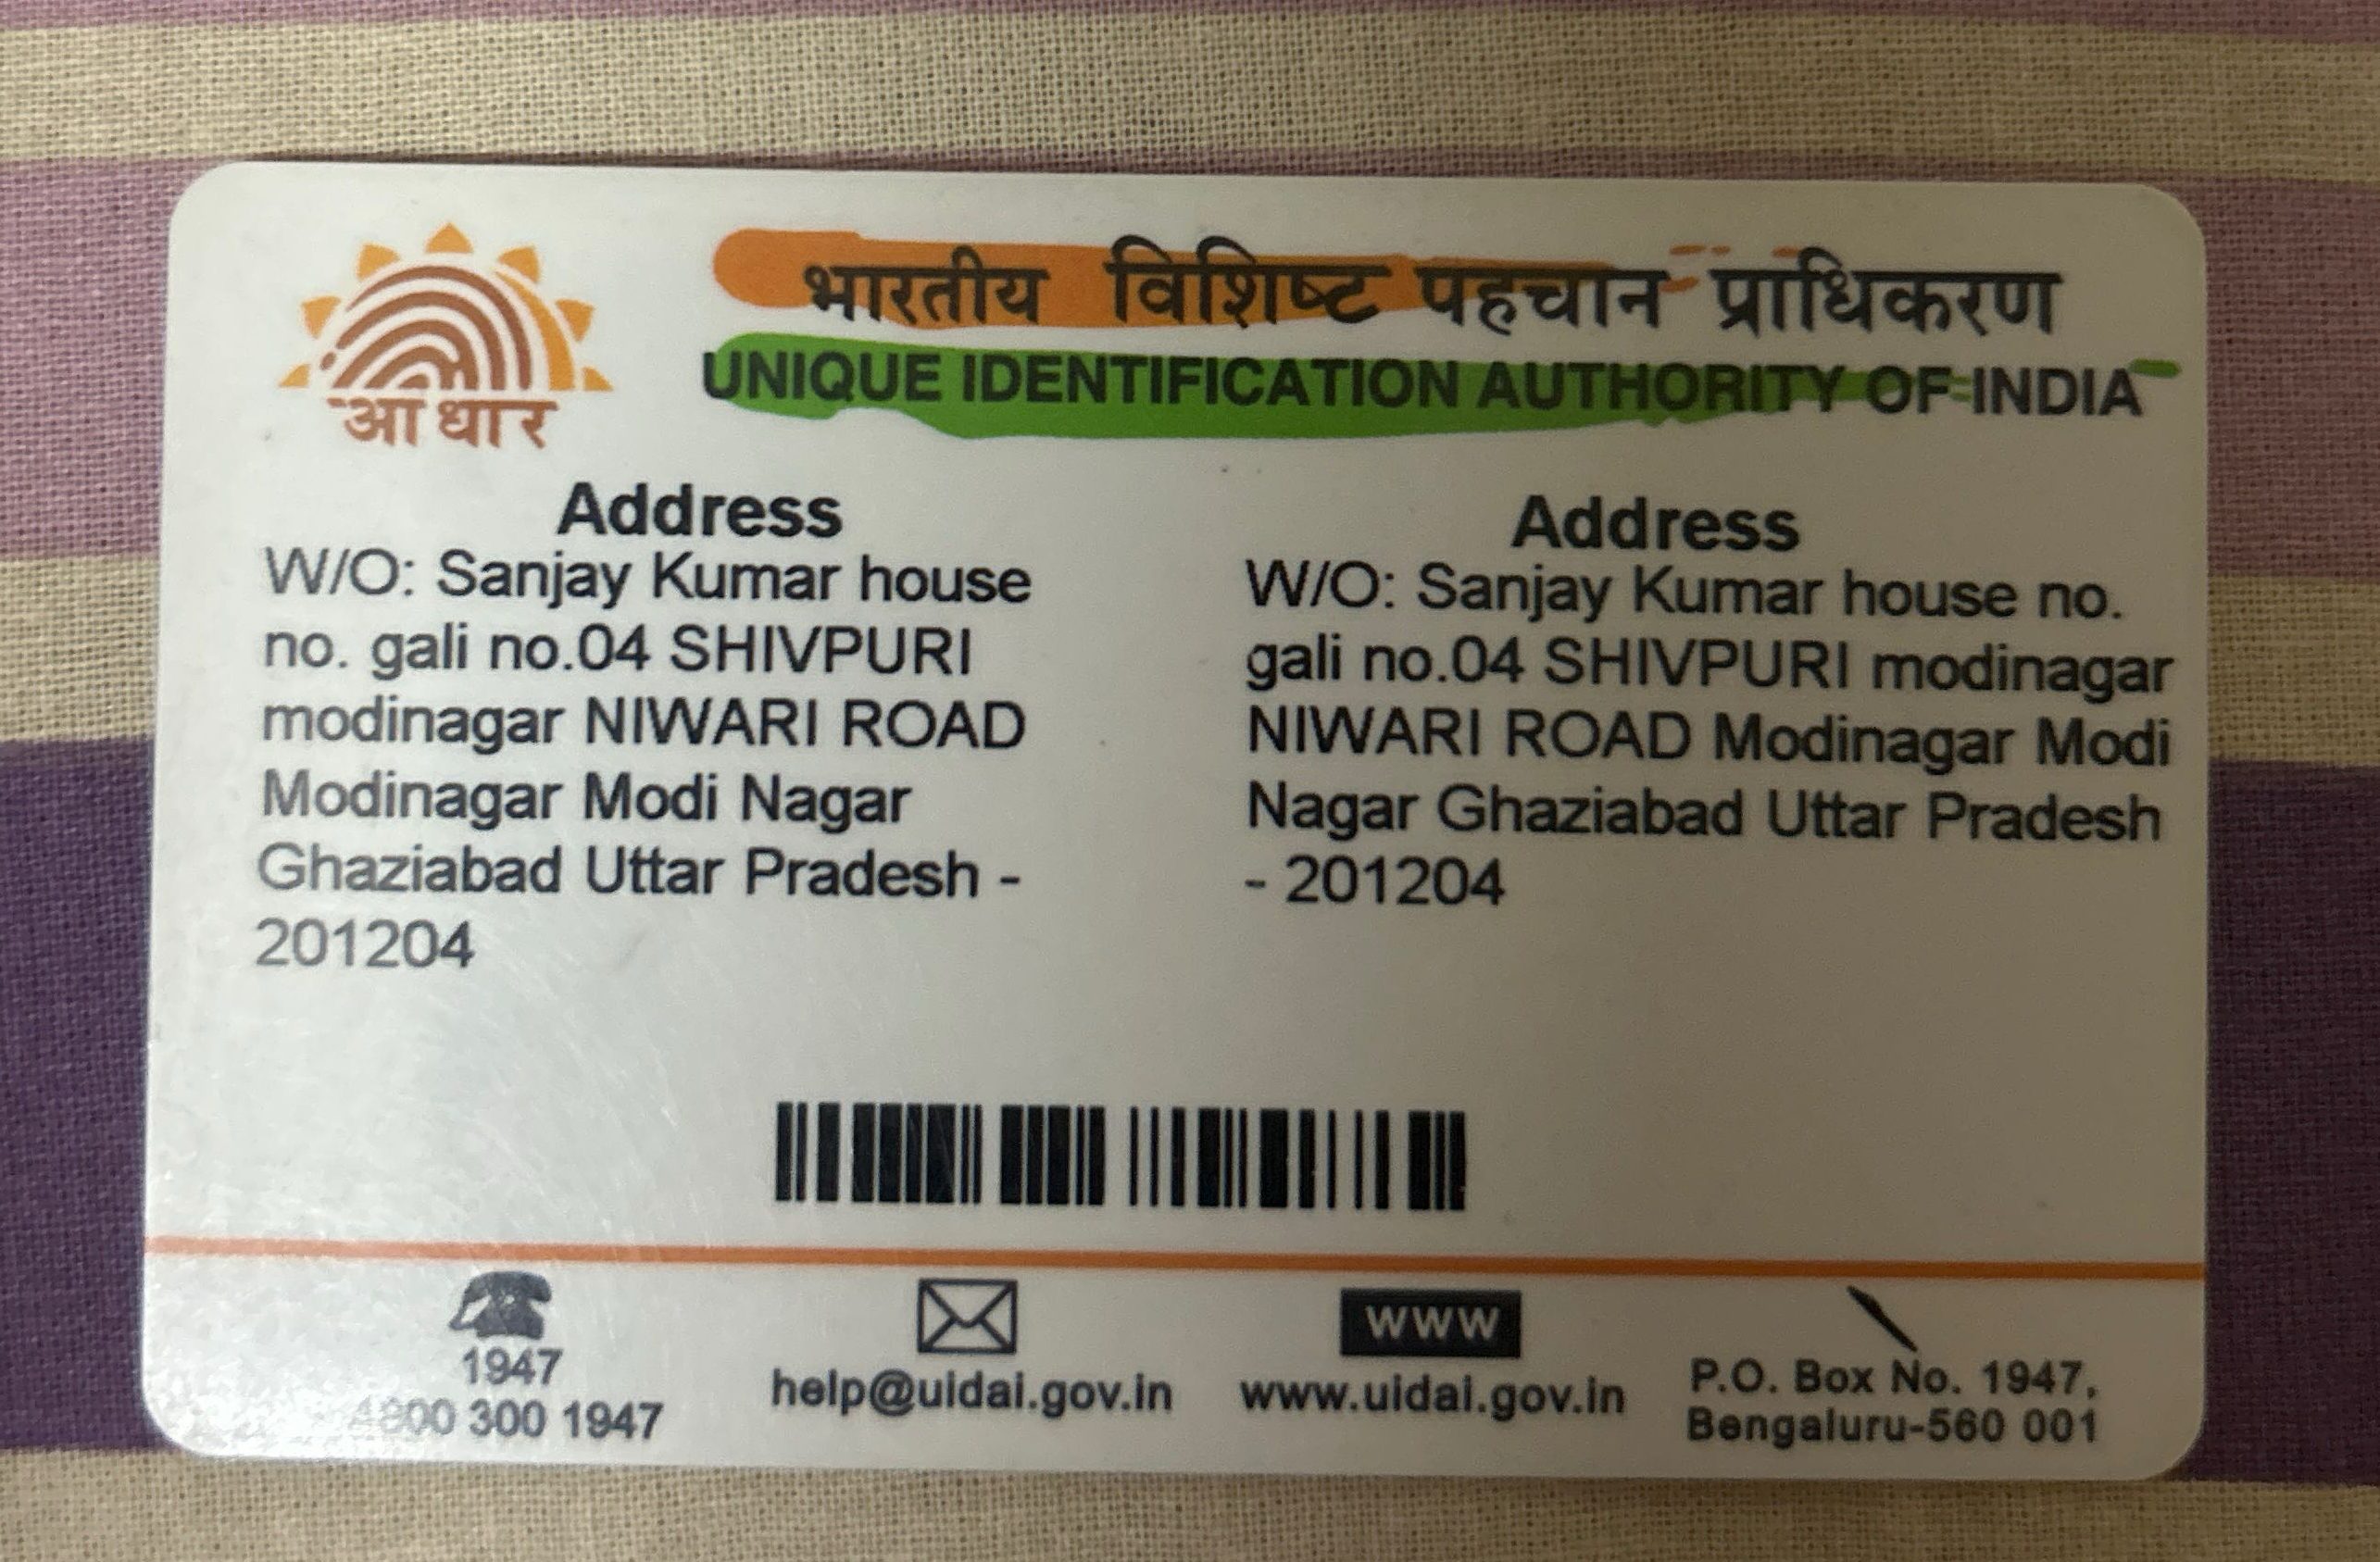 भारतीय विशिष्ट पहचान प्राधिकरण
UNIQUE IDENTIFICATION AUTHORITY OF INDIA
आधार
Address
W/O: Sanjay Kumar house
no. gali no.04 SHIVPURI
modinagar NIWARI ROAD
Modinagar Modi Nagar
Ghaziabad Uttar Pradesh -
201204
Address
W/O: Sanjay Kumar house no.
gali no.04 SHIVPURI modinagar
NIWARI ROAD Modinagar Modi
Nagar Ghaziabad Uttar Pradesh
- 201204
1947
300 1947
help@uidai.gov.in
WWW
www.uidai.gov.in
P.O. Box No. 1947,
Bengaluru-560 001